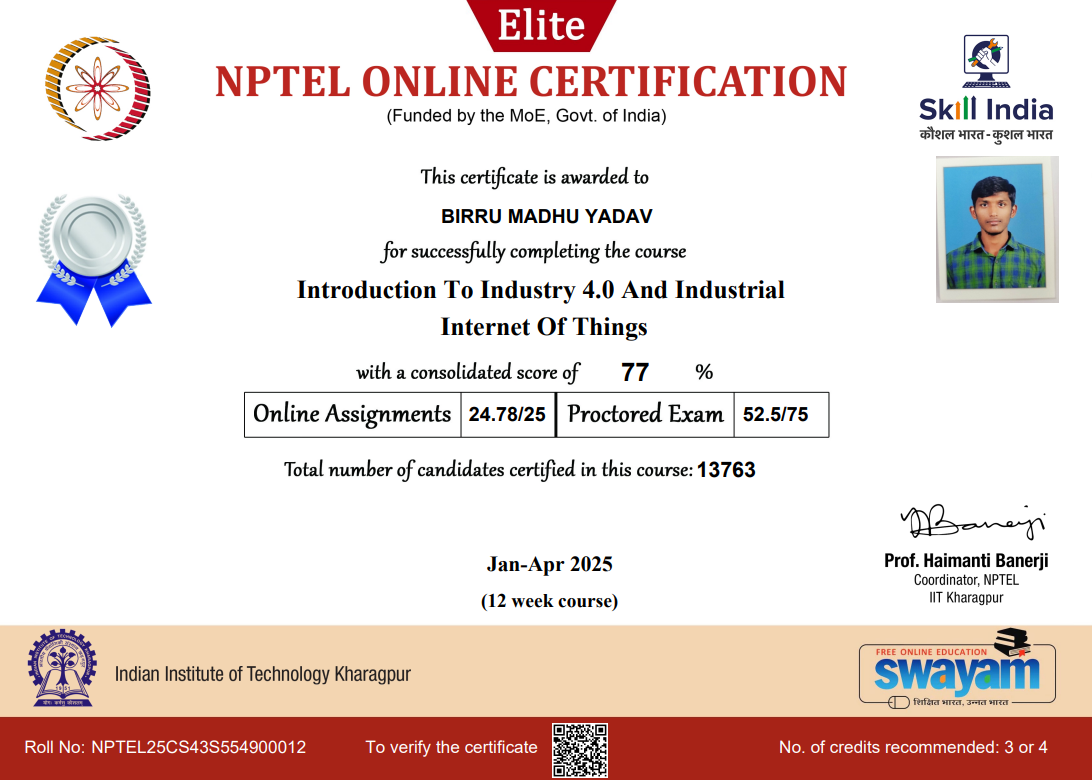 Elite
NPTEL ONLINE CERTIFICATION
(Funded by the MoE, Govt. of India)
Skill India
कौशल भारत - कुशल भारत
This certificate is awarded to
BIRRU MADHU YADAV
for successfully completing the course
Introduction To Industry 4.0 And Industrial
Internet Of Things
with a consolidated score of 77 %
Online Assignments 24.78/25 Proctored Exam 52.5/75
Total number of candidates certified in this course: 13763
Jan-Apr 2025
(12 week course)
Prof. Haimanti Banerji
Coordinator, NPTEL
IIT Kharagpur
Indian Institute of Technology Kharagpur
FREE ONLINE EDUCATION
swayam
शिक्षित भारत, उन्नत भारत
Roll No: NPTEL25CS43S554900012
To verify the certificate
No. of credits recommended: 3 or 4